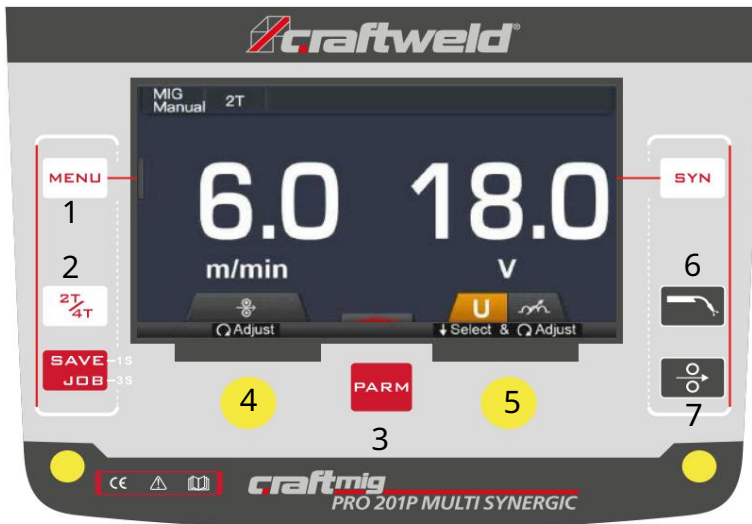 craftweld®
MIG
Manual 2T
MENU
SYN
1
6.0
18.0
m/min
V
2
2T/4T
6
U
Adjust
Select & Adjust
SAVE-1S
JOB-3S
4
PARM
5
3
7
CE
craftmig
PRO 201P MULTI SYNERGIC